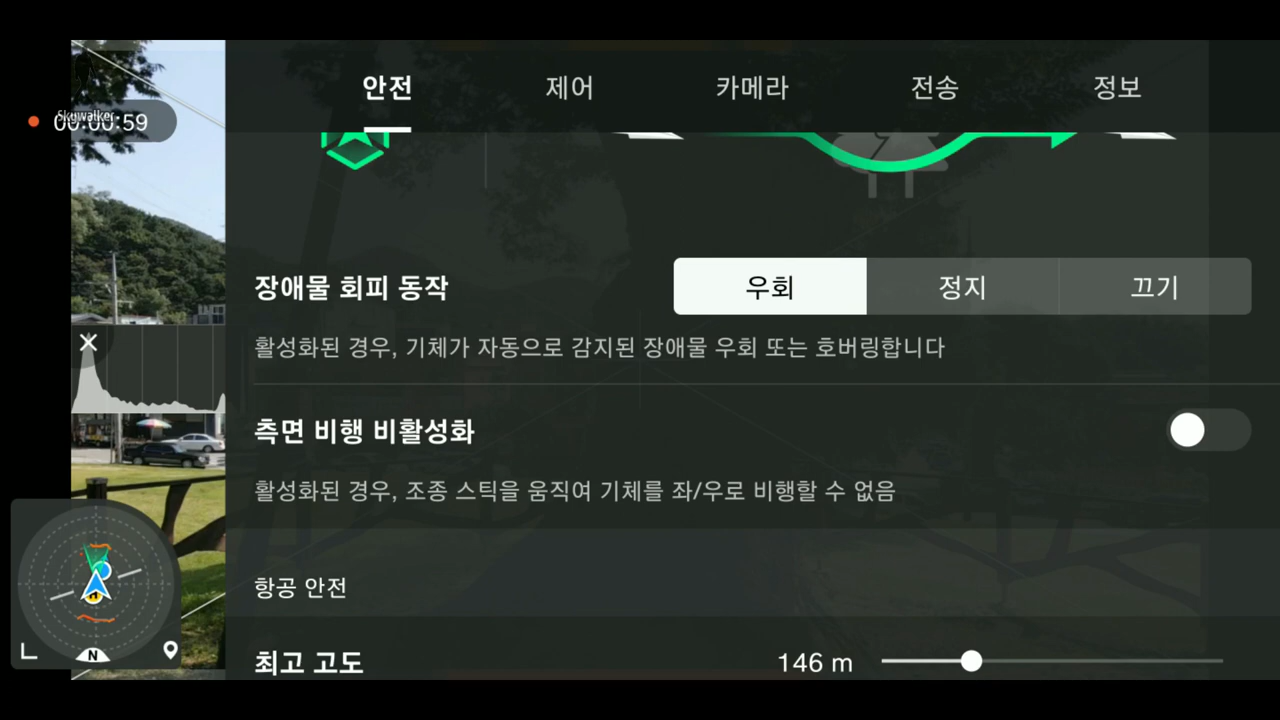 안전 제어 카메라 전송 정보
Skywalker
00:00:59
장애물 회피 동작 우회 정지 끄기
활성화된 경우, 기체가 자동으로 감지된 장애물 우회 또는 호버링합니다
측면 비행 비활성화
활성화된 경우, 조종 스틱을 움직여 기체를 좌/우로 비행할 수 없음
항공 안전
최고 고도 146 m
N